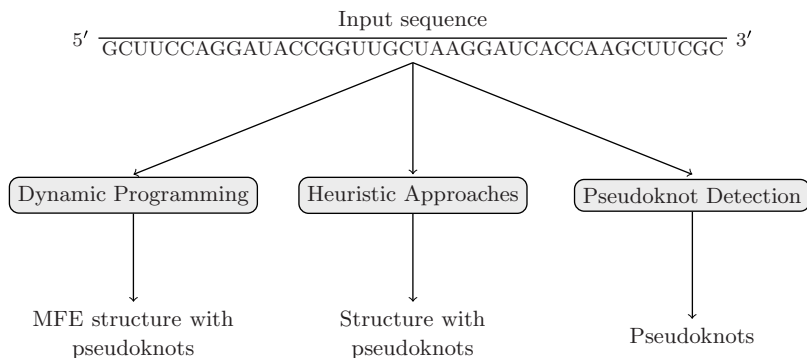 Input sequence
5′ GCUUCCAGGAUACCGGUUGCUAAGGAUCACCAAGCUUCGC 3′
Dynamic Programming
Heuristic Approaches
Pseudoknot Detection
MFE structure with
pseudoknots
Structure with
pseudoknots
Pseudoknots